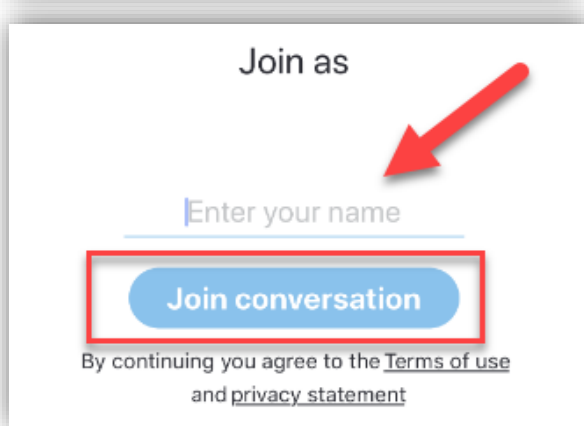 Join as
Enter your name
Join conversation
By continuing you agree to the Terms of use
and privacy statement